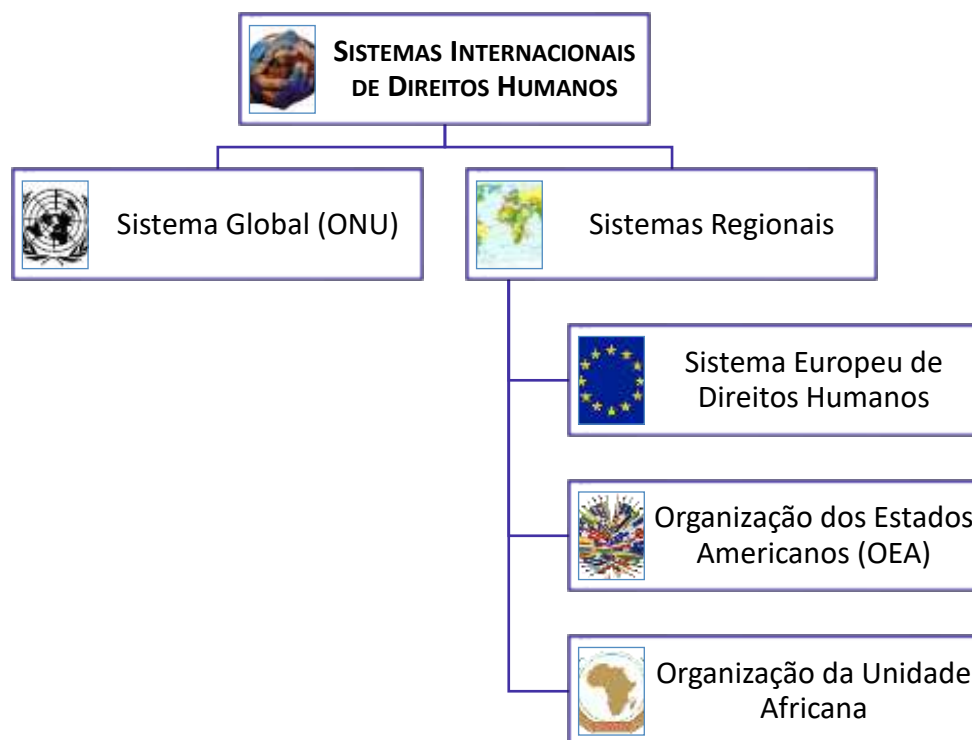 SISTEMAS INTERNACIONAIS
DE DIREITOS HUMANOS
Sistema Global (ONU)
Sistemas Regionais
Sistema Europeu de
Direitos Humanos
Organização dos Estados
Americanos (OEA)
Organização da Unidade
Africana